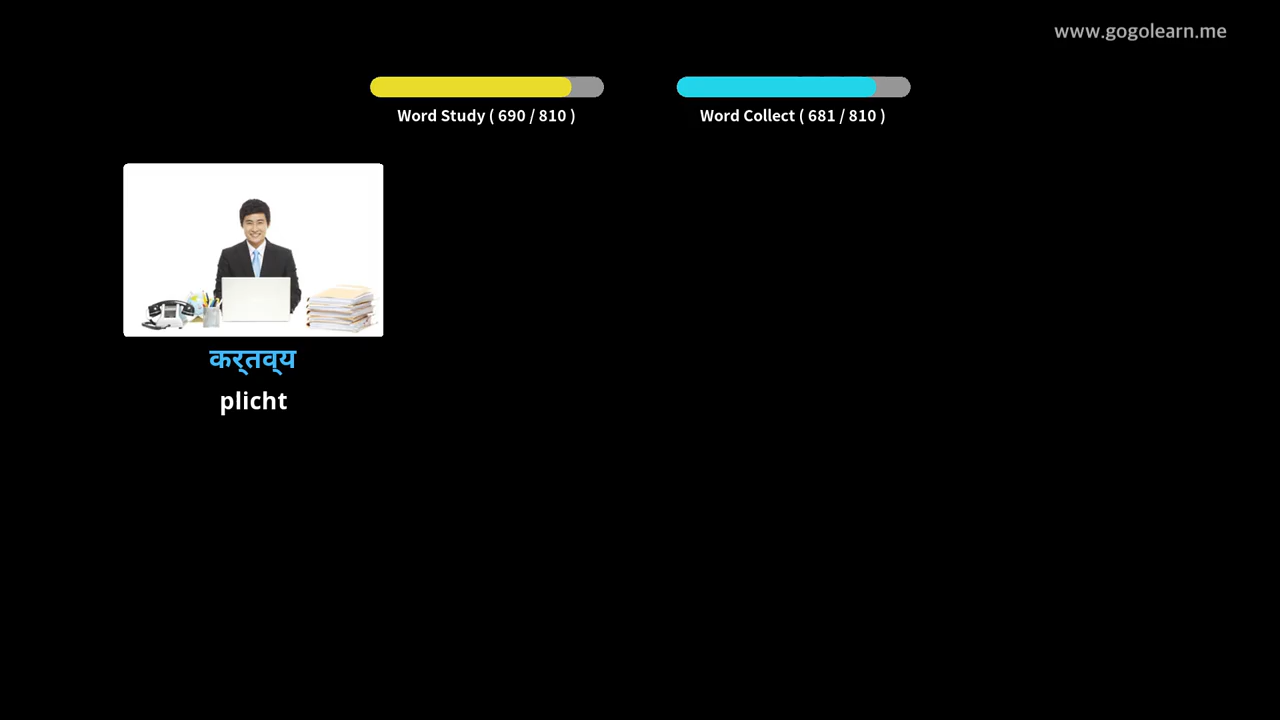 www.gogolearn.me
Word Study ( 690 / 810 )
Word Collect ( 681 / 810 )
कर्तव्य
plicht